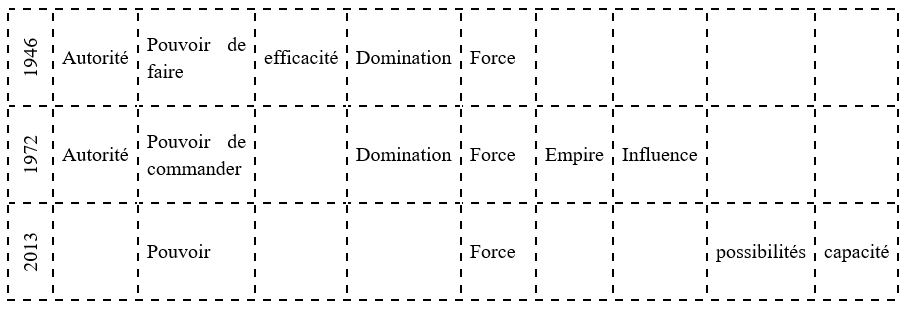 1946 Autorité Pouvoir de faire efficacité Domination Force
1972 Autorité Pouvoir de commander Domination Force Empire Influence
2013 Pouvoir Force possibilités capacité